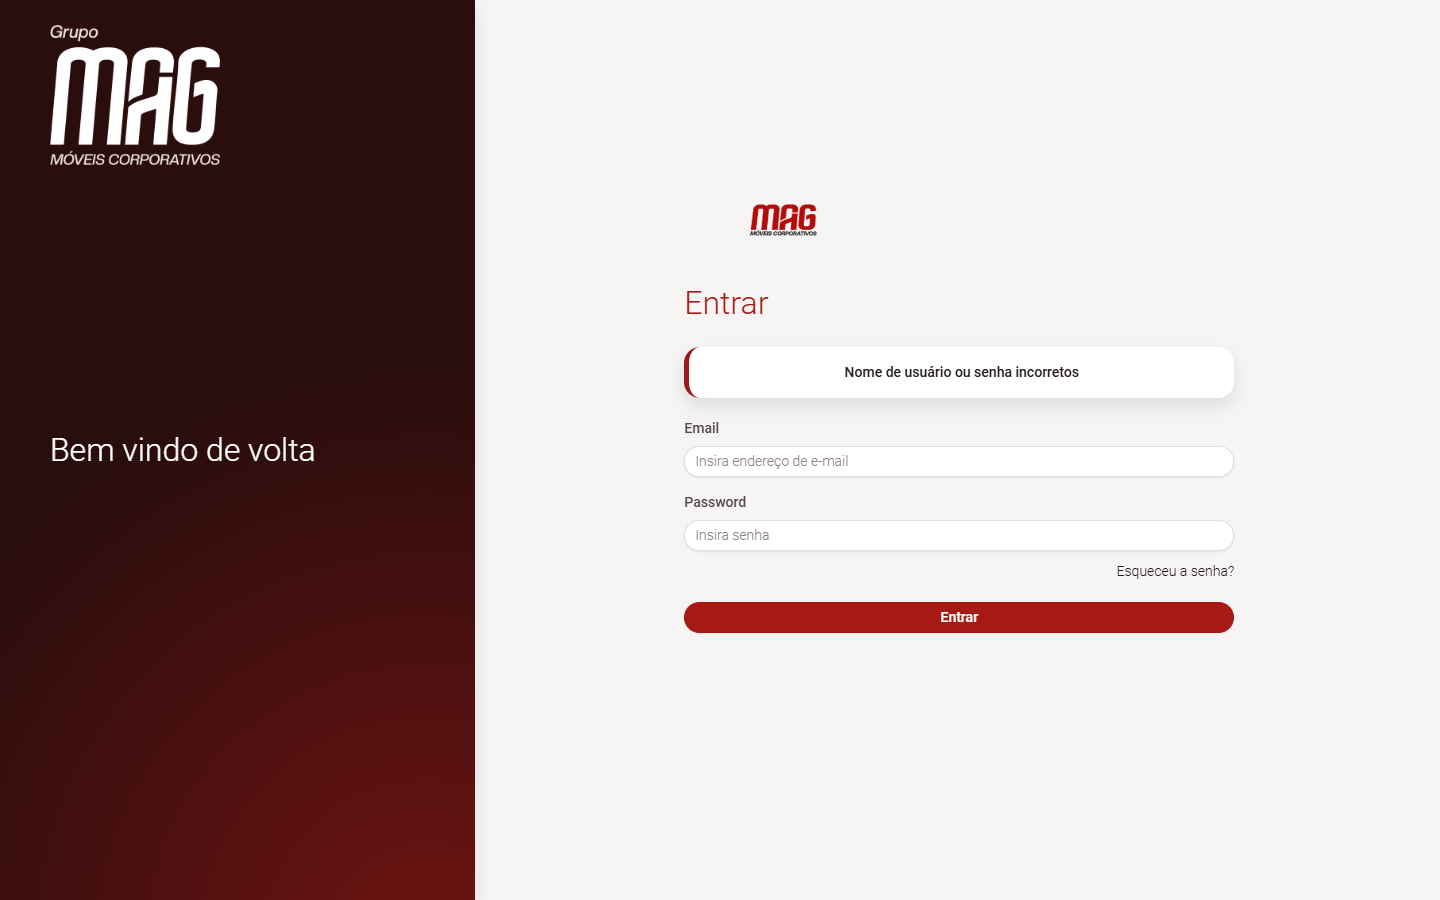 Grupo
MAG
MÓVEIS CORPORATIVOS
Bem vindo de volta
MAG
MÓVEIS CORPORATIVOS
Entrar
Nome de usuário ou senha incorretos
Email
Insira endereço de e-mail
Password
Insira senha
Esqueceu a senha?
Entrar